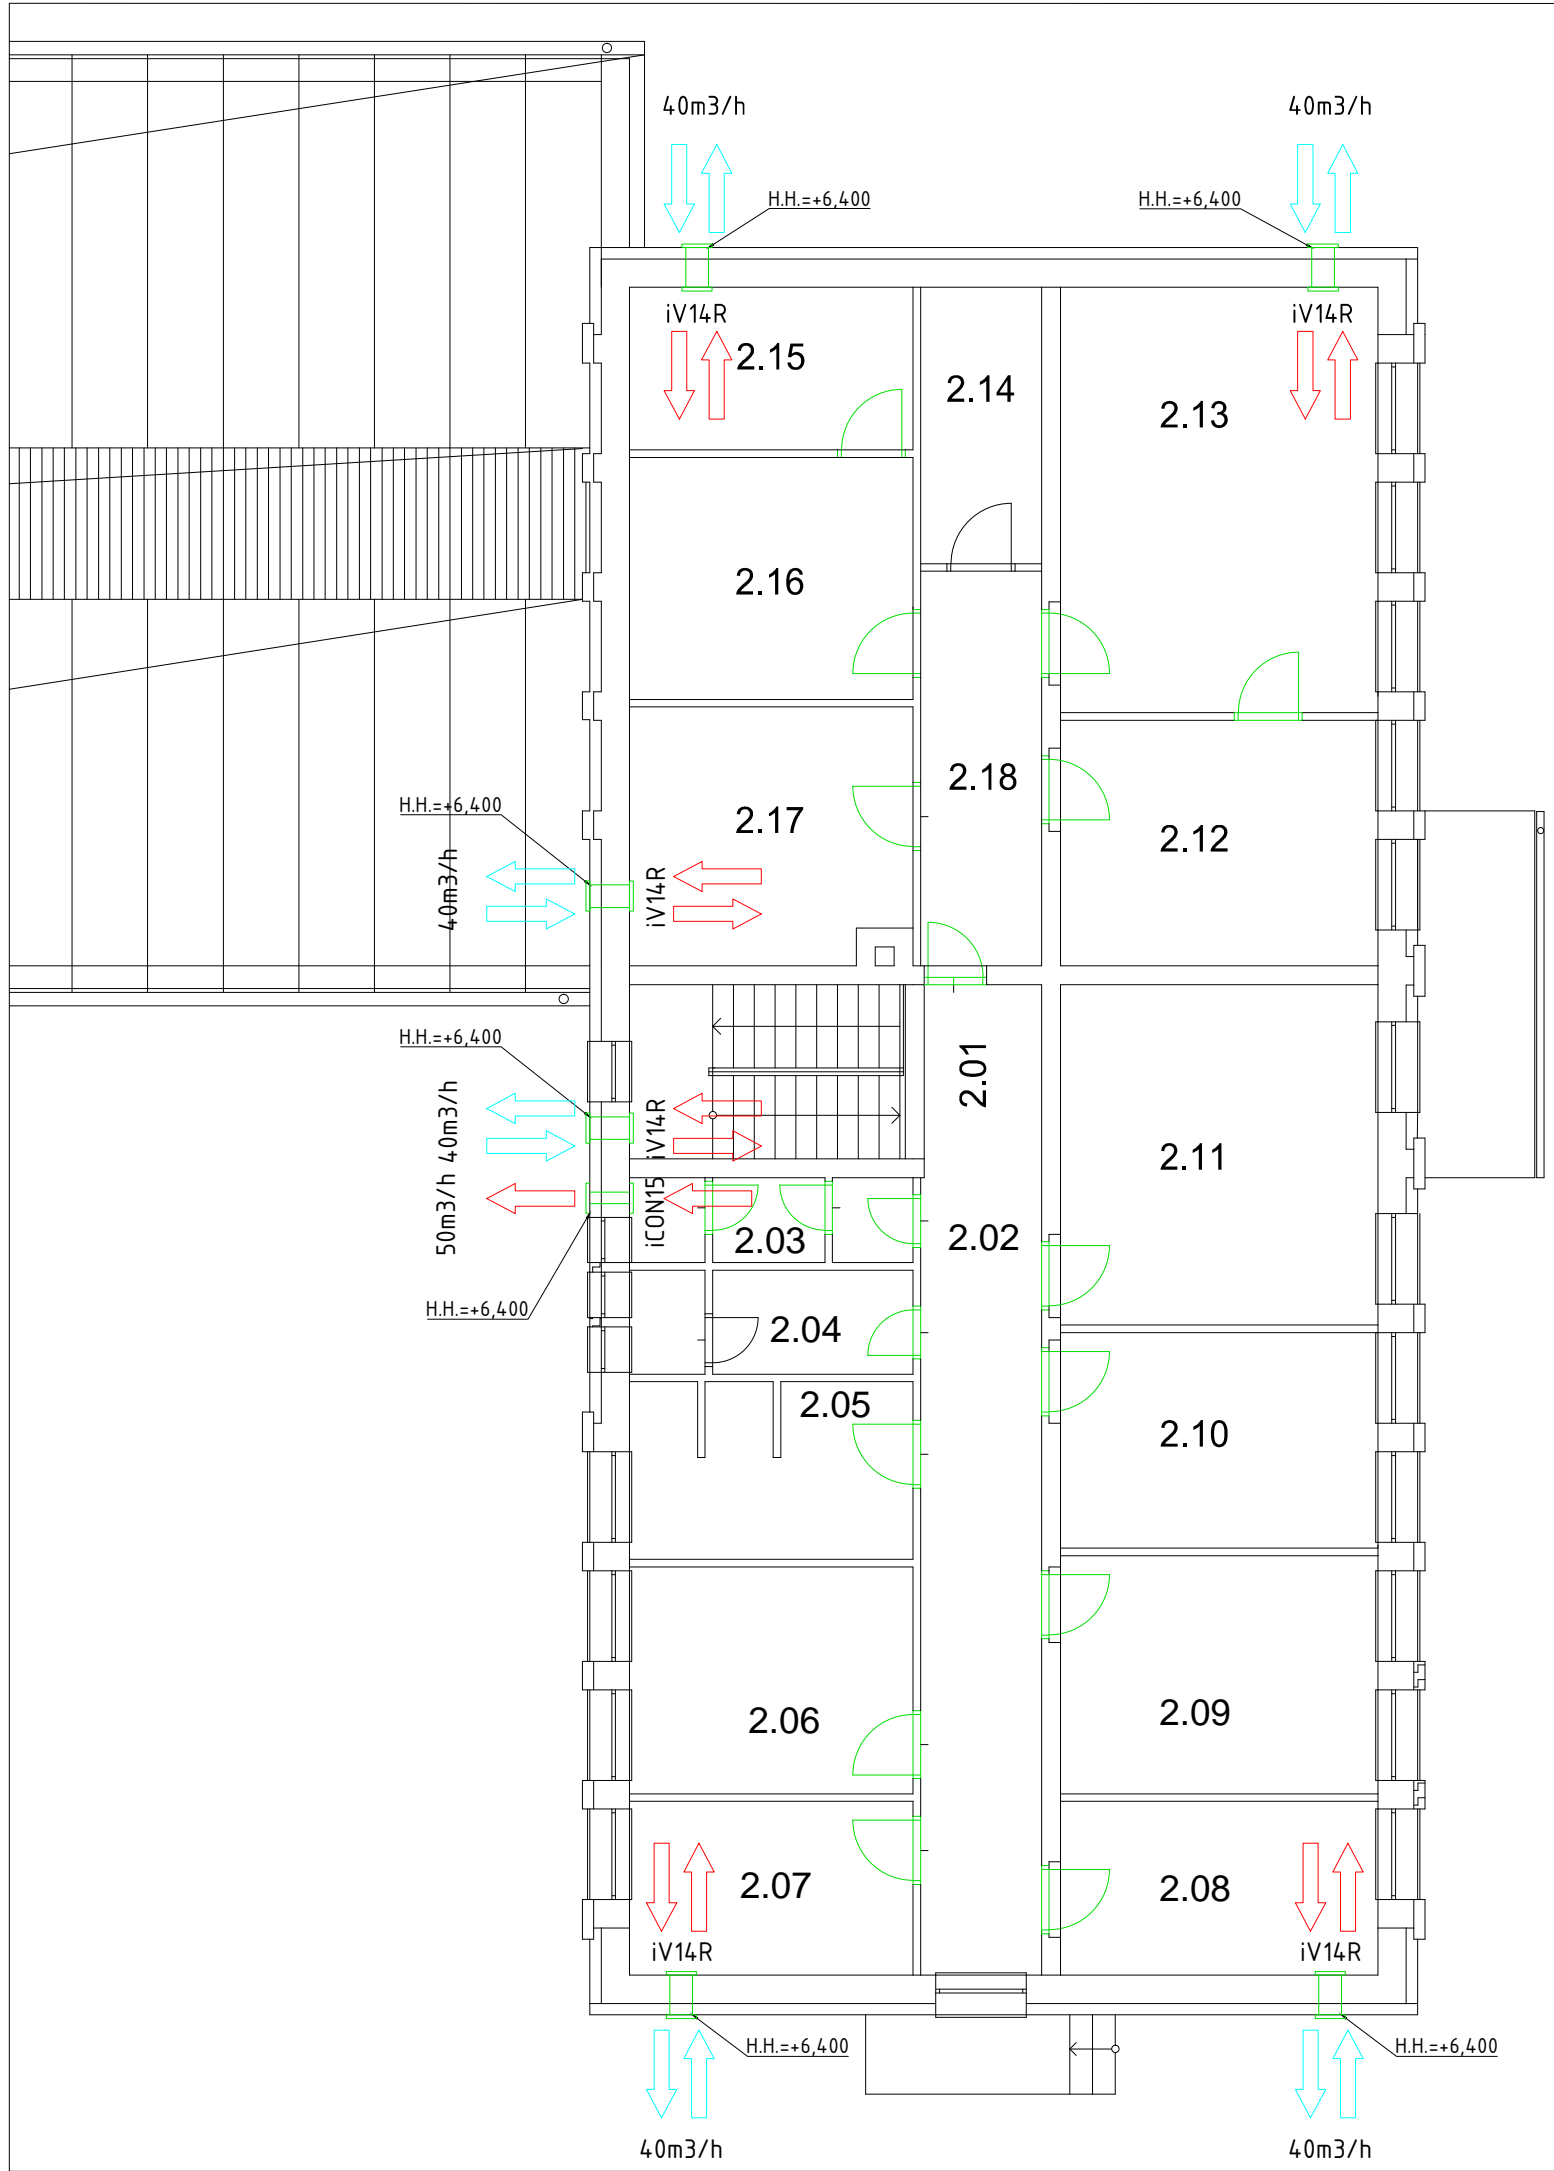 40m3/h
40m3/h
H.H.=+6,400
H.H.=+6,400
iV14R
iV14R
2.15
2.14
2.13
2.16
2.18
2.17
2.12
H.H.=+6,400
40m3/h
iV14R
H.H.=+6,400
2.01
50m3/h 40m3/h
iCON15 iV14R
2.11
2.03
2.02
H.H.=+6,400
2.04
2.05
2.10
2.06
2.09
2.07
2.08
iV14R
iV14R
H.H.=+6,400
H.H.=+6,400
40m3/h
40m3/h